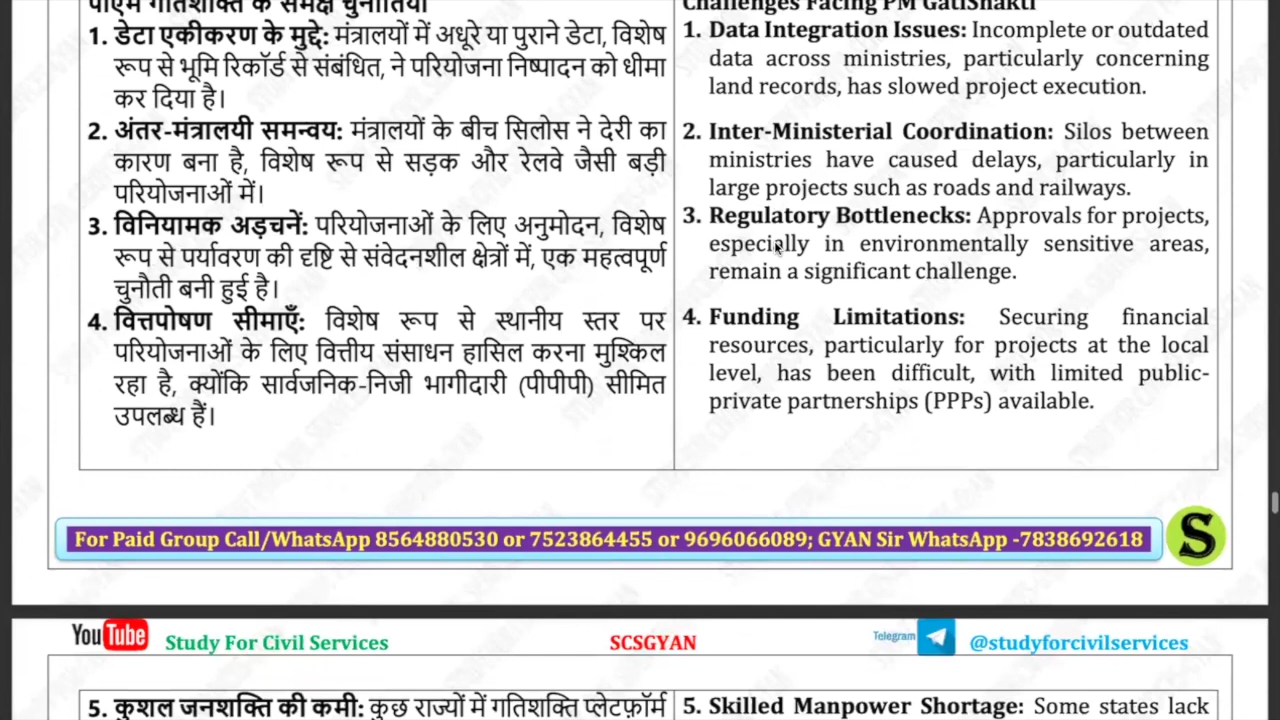 पीएम गतिशक्ति के समक्ष चुनौतियाँ
1. डेटा एकीकरण के मुद्दे: मंत्रालयों में अधूरे या पुराने डेटा, विशेष
रूप से भूमि रिकॉर्ड से संबंधित, ने परियोजना निष्पादन को धीमा
कर दिया है।
2. अंतर-मंत्रालयी समन्वय: मंत्रालयों के बीच सिलोस ने देरी का
कारण बना है, विशेष रूप से सड़क और रेलवे जैसी बड़ी
परियोजनाओं में।
3. विनियामक अड़चनें: परियोजनाओं के लिए अनुमोदन, विशेष
रूप से पर्यावरण की दृष्टि से संवेदनशील क्षेत्रों में, एक महत्वपूर्ण
चुनौती बनी हुई है।
4. वित्तपोषण सीमाएँ: विशेष रूप से स्थानीय स्तर पर
परियोजनाओं के लिए वित्तीय संसाधन हासिल करना मुश्किल
रहा है, क्योंकि सार्वजनिक-निजी भागीदारी (पीपीपी) सीमित
उपलब्ध हैं।
Challenges Facing PM GatiShakti
1. Data Integration Issues: Incomplete or outdated
data across ministries, particularly concerning
land records, has slowed project execution.
2. Inter-Ministerial Coordination: Silos between
ministries have caused delays, particularly in
large projects such as roads and railways.
3. Regulatory Bottlenecks: Approvals for projects,
especially in environmentally sensitive areas,
remain a significant challenge.
4. Funding Limitations: Securing financial
resources, particularly for projects at the local
level, has been difficult, with limited public-
private partnerships (PPPs) available.
For Paid Group Call/WhatsApp 8564880530 or 7523864455 or 9696066089; GYAN Sir WhatsApp -7838692618
S
YouTube Study For Civil Services SCSGYAN Telegram @studyforcivilservices
5. कुशल जनशक्ति की कमी: कुछ राज्यों में गतिशक्ति प्लेटफ़ॉर्म
5. Skilled Manpower Shortage: Some states lack